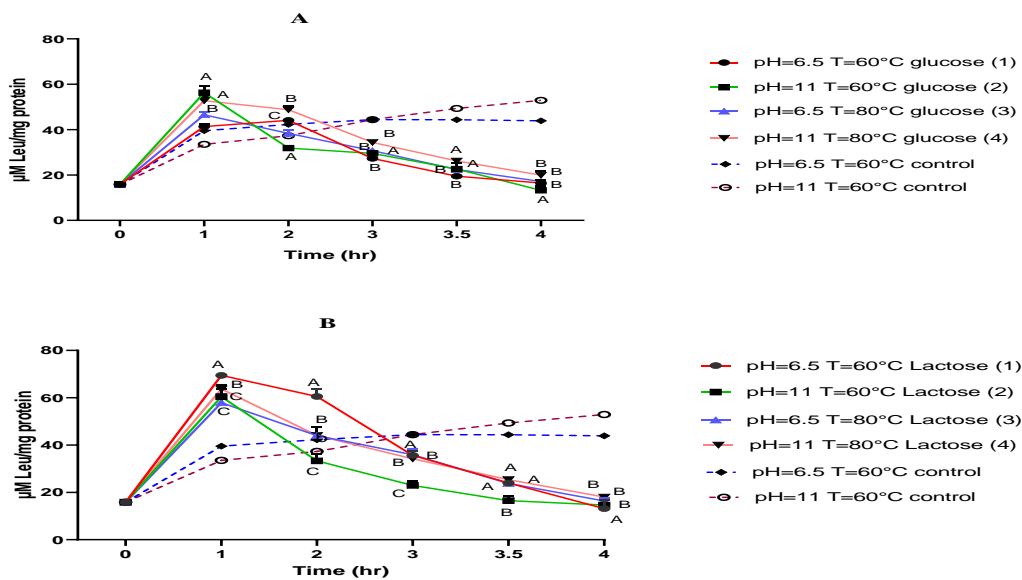 A
µM Leu/mg protein
80
60
40
20
0
A
A
B
B
C
A
B
B
A
B
A
A
B
B
B
B
A
0
1
2
3
3.5
4
Time (hr)
pH=6.5 T=60°C glucose (1)
pH=11 T=60°C glucose (2)
pH=6.5 T=80°C glucose (3)
pH=11 T=80°C glucose (4)
pH=6.5 T=60°C control
pH=11 T=60°C control
B
µM Leu/mg protein
80
60
40
20
0
A
B
C
C
A
B
B
C
A
B
B
C
A
A
A
B
B
B
B
A
0
1
2
3
3.5
4
Time (hr)
pH=6.5 T=60°C Lactose (1)
pH=11 T=60°C Lactose (2)
pH=6.5 T=80°C Lactose (3)
pH=11 T=80°C Lactose (4)
pH=6.5 T=60°C control
pH=11 T=60°C control